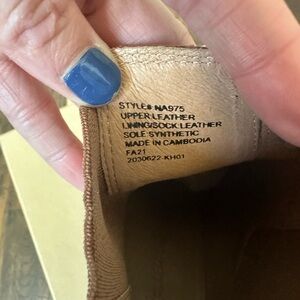 STYLE# NA975
UPPER:LEATHER
LINING/SOCK:LEATHER
SOLE:SYNTHETIC
MADE IN CAMBODIA
FA21
2030622-KH01